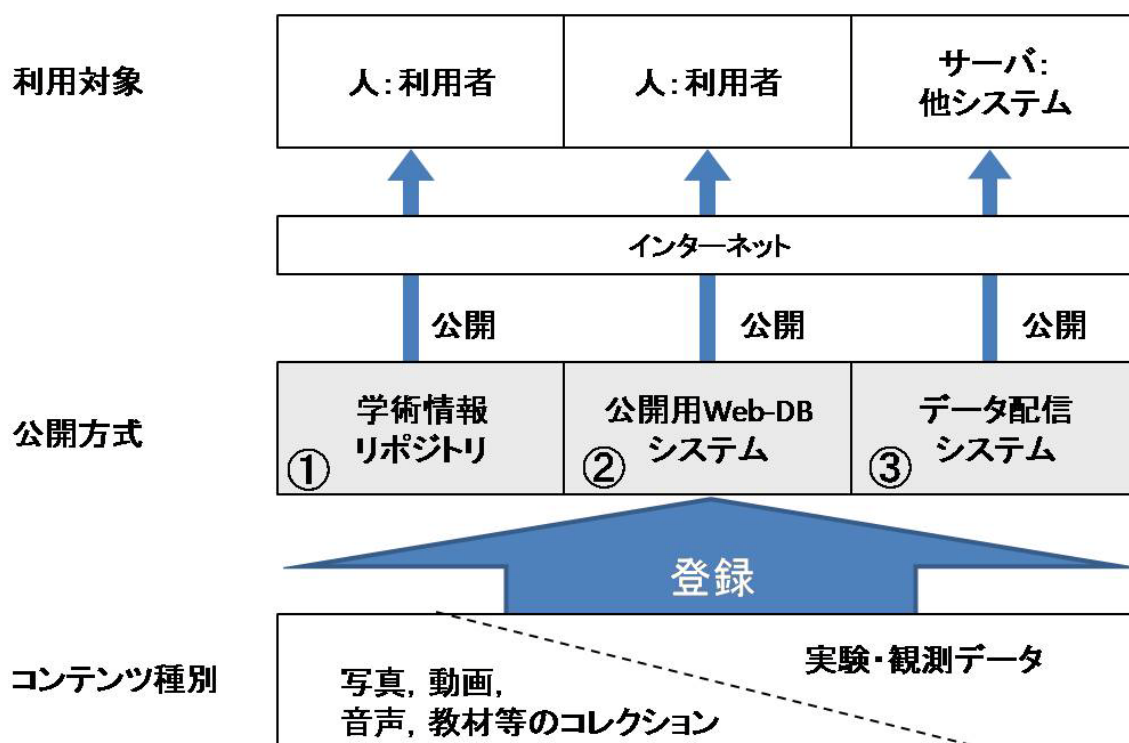 利用対象
人：利用者
人：利用者
サーバ：
他システム
インターネット
公開
公開
公開
公開方式
学術情報
リポジトリ
①
公開用Web-DB
システム
②
データ配信
システム
③
登録
コンテンツ種別
写真，動画，
音声，教材等のコレクション
実験・観測データ